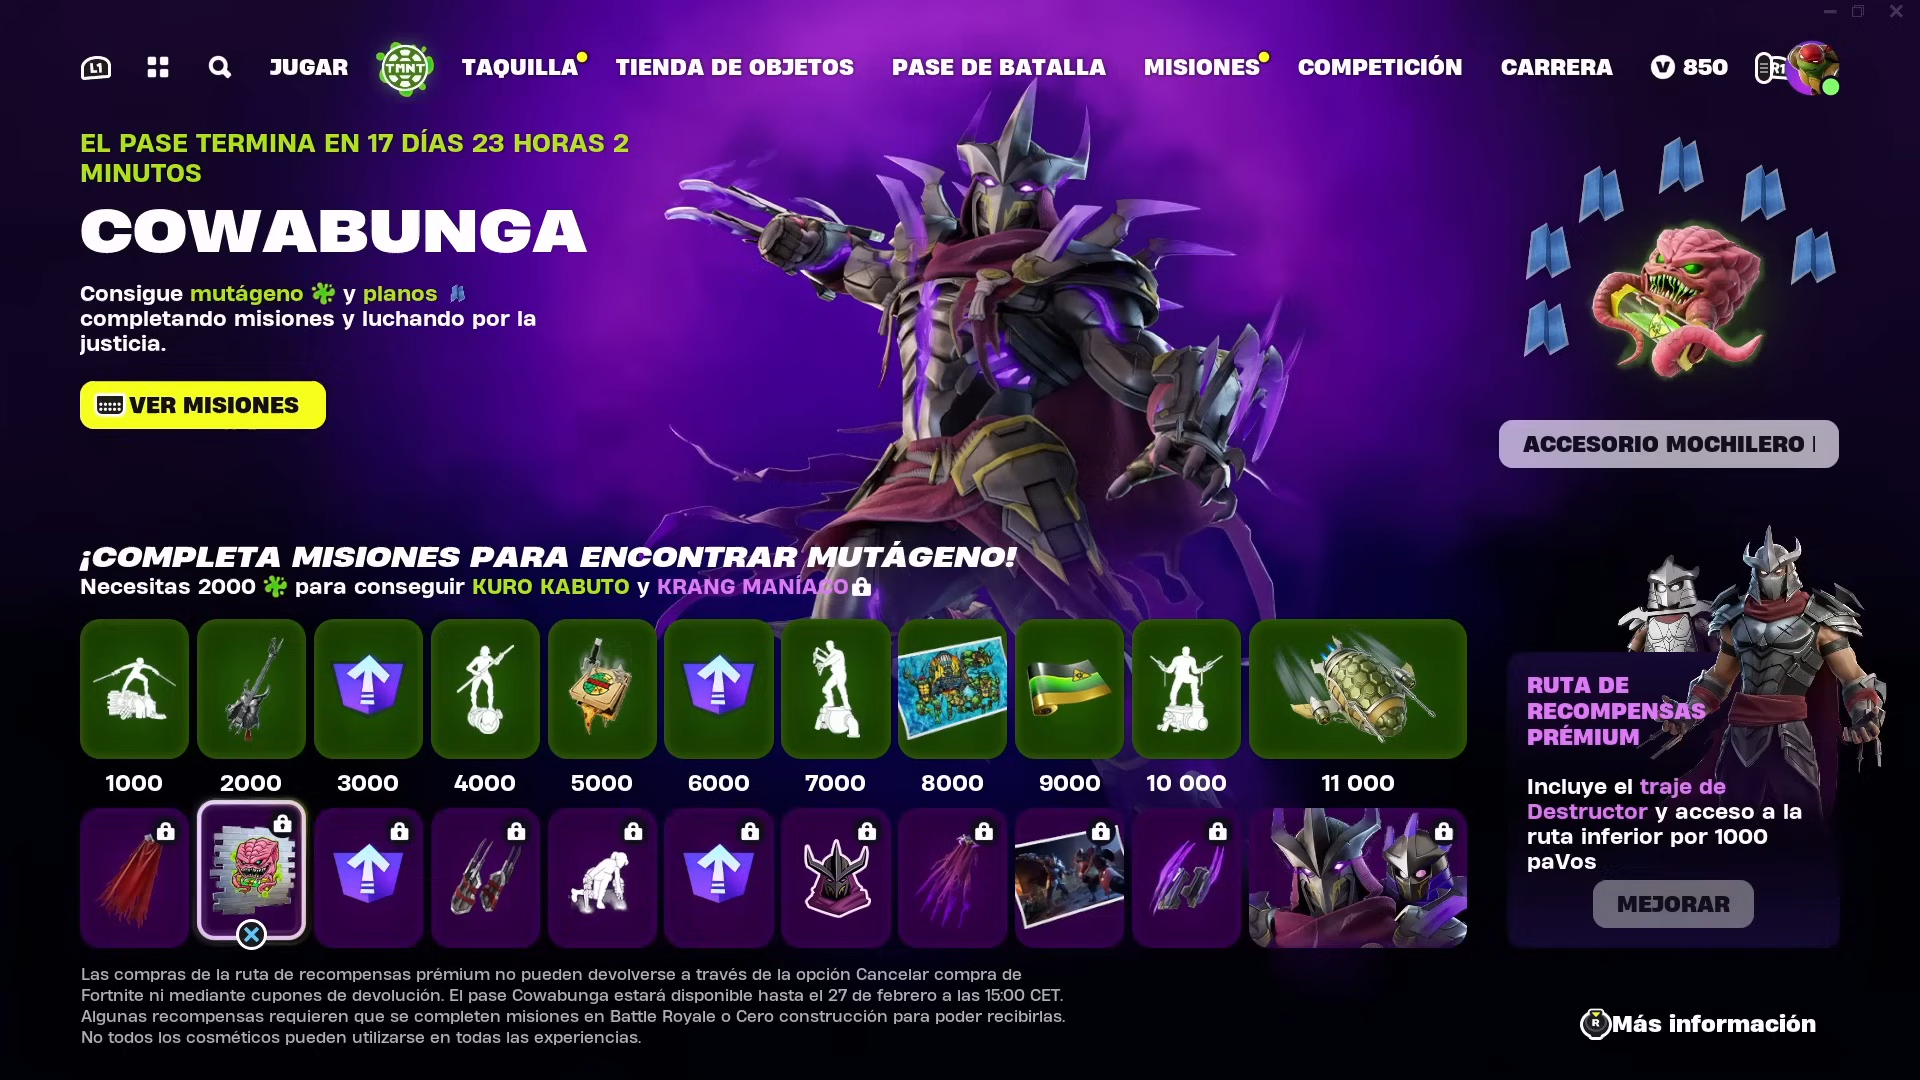 L1
JUGAR
TMNT
TAQUILLA
TIENDA DE OBJETOS
PASE DE BATALLA
MISIONES
COMPETICIÓN
CARRERA
850
R1
EL PASE TERMINA EN 17 DÍAS 23 HORAS 2
MINUTOS
COWABUNGA
Consigue mutágeno y planos
completando misiones y luchando por la
justicia.
VER MISIONES
ACCESORIO MOCHILERO
¡COMPLETA MISIONES PARA ENCONTRAR MUTÁGENO!
Necesitas 2000 para conseguir KURO KABUTO y KRANG MANÍACO
1000
2000
3000
4000
5000
6000
7000
8000
9000
10 000
11 000
RUTA DE
RECOMPENSAS
PRÉMIUM
Incluye el traje de
Destructor y acceso a la
ruta inferior por 1000
paVos
MEJORAR
Las compras de la ruta de recompensas prémium no pueden devolverse a través de la opción Cancelar compra de
Fortnite ni mediante cupones de devolución. El pase Cowabunga estará disponible hasta el 27 de febrero a las 15:00 CET.
Algunas recompensas requieren que se completen misiones en Battle Royale o Cero construcción para poder recibirlas.
No todos los cosméticos pueden utilizarse en todas las experiencias.
R
Más información